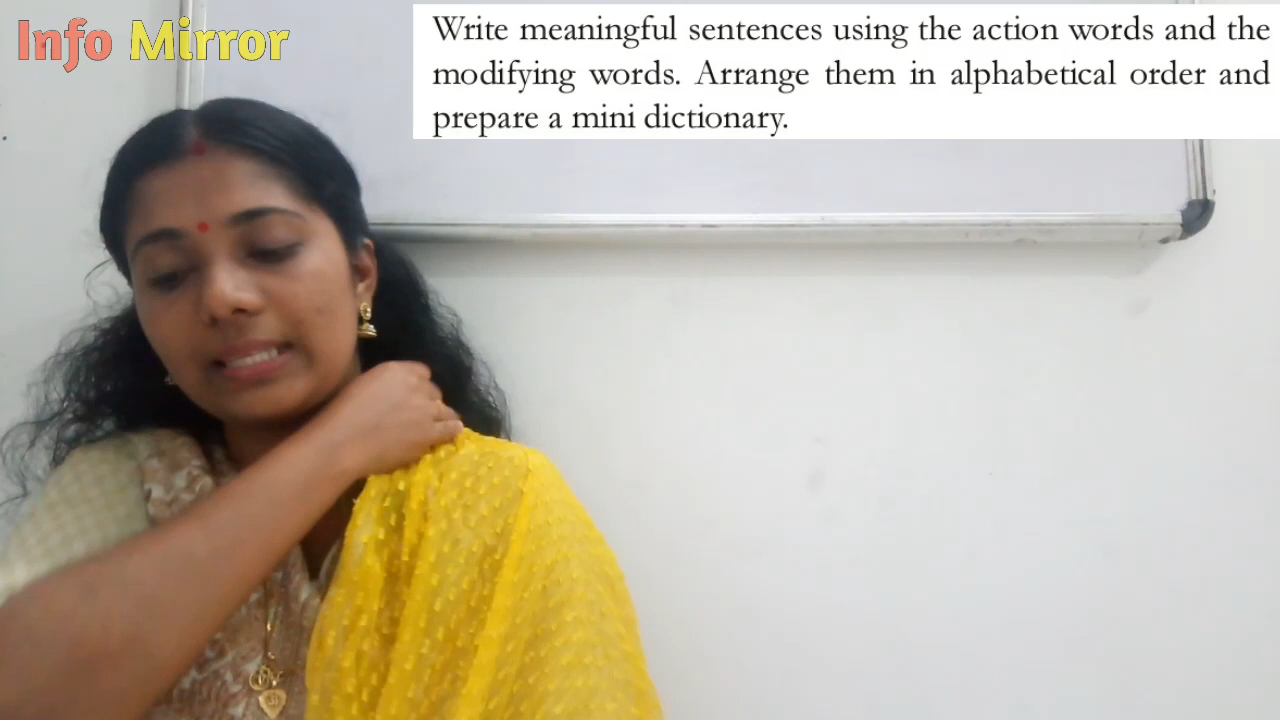 Info Mirror
Write meaningful sentences using the action words and the
modifying words. Arrange them in alphabetical order and
prepare a mini dictionary.